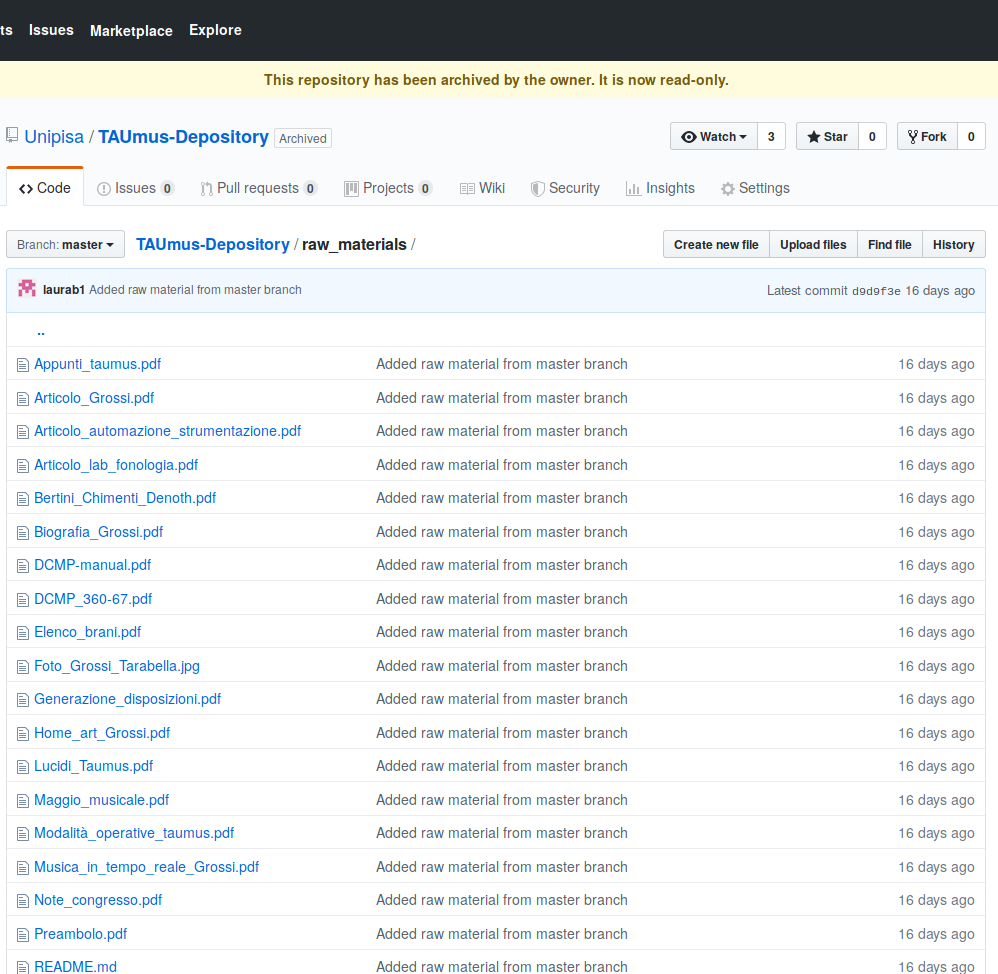 ts Issues Marketplace Explore
This repository has been archived by the owner. It is now read-only.
Unipisa / TAUmus-Depository Archived Watch 3 Star 0 Fork 0
Code Issues 0 Pull requests 0 Projects 0 Wiki Security Insights Settings
Branch: master TAUmus-Depository / raw_materials / Create new file Upload files Find file History
laurab1 Added raw material from master branch Latest commit d9d9f3e 16 days ago
..
Appunti_taumus.pdf Added raw material from master branch 16 days ago
Articolo_Grossi.pdf Added raw material from master branch 16 days ago
Articolo_automazione_strumentazione.pdf Added raw material from master branch 16 days ago
Articolo_lab_fonologia.pdf Added raw material from master branch 16 days ago
Bertini_Chimenti_Denoth.pdf Added raw material from master branch 16 days ago
Biografia_Grossi.pdf Added raw material from master branch 16 days ago
DCMP-manual.pdf Added raw material from master branch 16 days ago
DCMP_360-67.pdf Added raw material from master branch 16 days ago
Elenco_brani.pdf Added raw material from master branch 16 days ago
Foto_Grossi_Tarabella.jpg Added raw material from master branch 16 days ago
Generazione_disposizioni.pdf Added raw material from master branch 16 days ago
Home_art_Grossi.pdf Added raw material from master branch 16 days ago
Lucidi_Taumus.pdf Added raw material from master branch 16 days ago
Maggio_musicale.pdf Added raw material from master branch 16 days ago
Modalità_operative_taumus.pdf Added raw material from master branch 16 days ago
Musica_in_tempo_reale_Grossi.pdf Added raw material from master branch 16 days ago
Note_congresso.pdf Added raw material from master branch 16 days ago
Preambolo.pdf Added raw material from master branch 16 days ago
README.md Added raw material from master branch 16 days ago